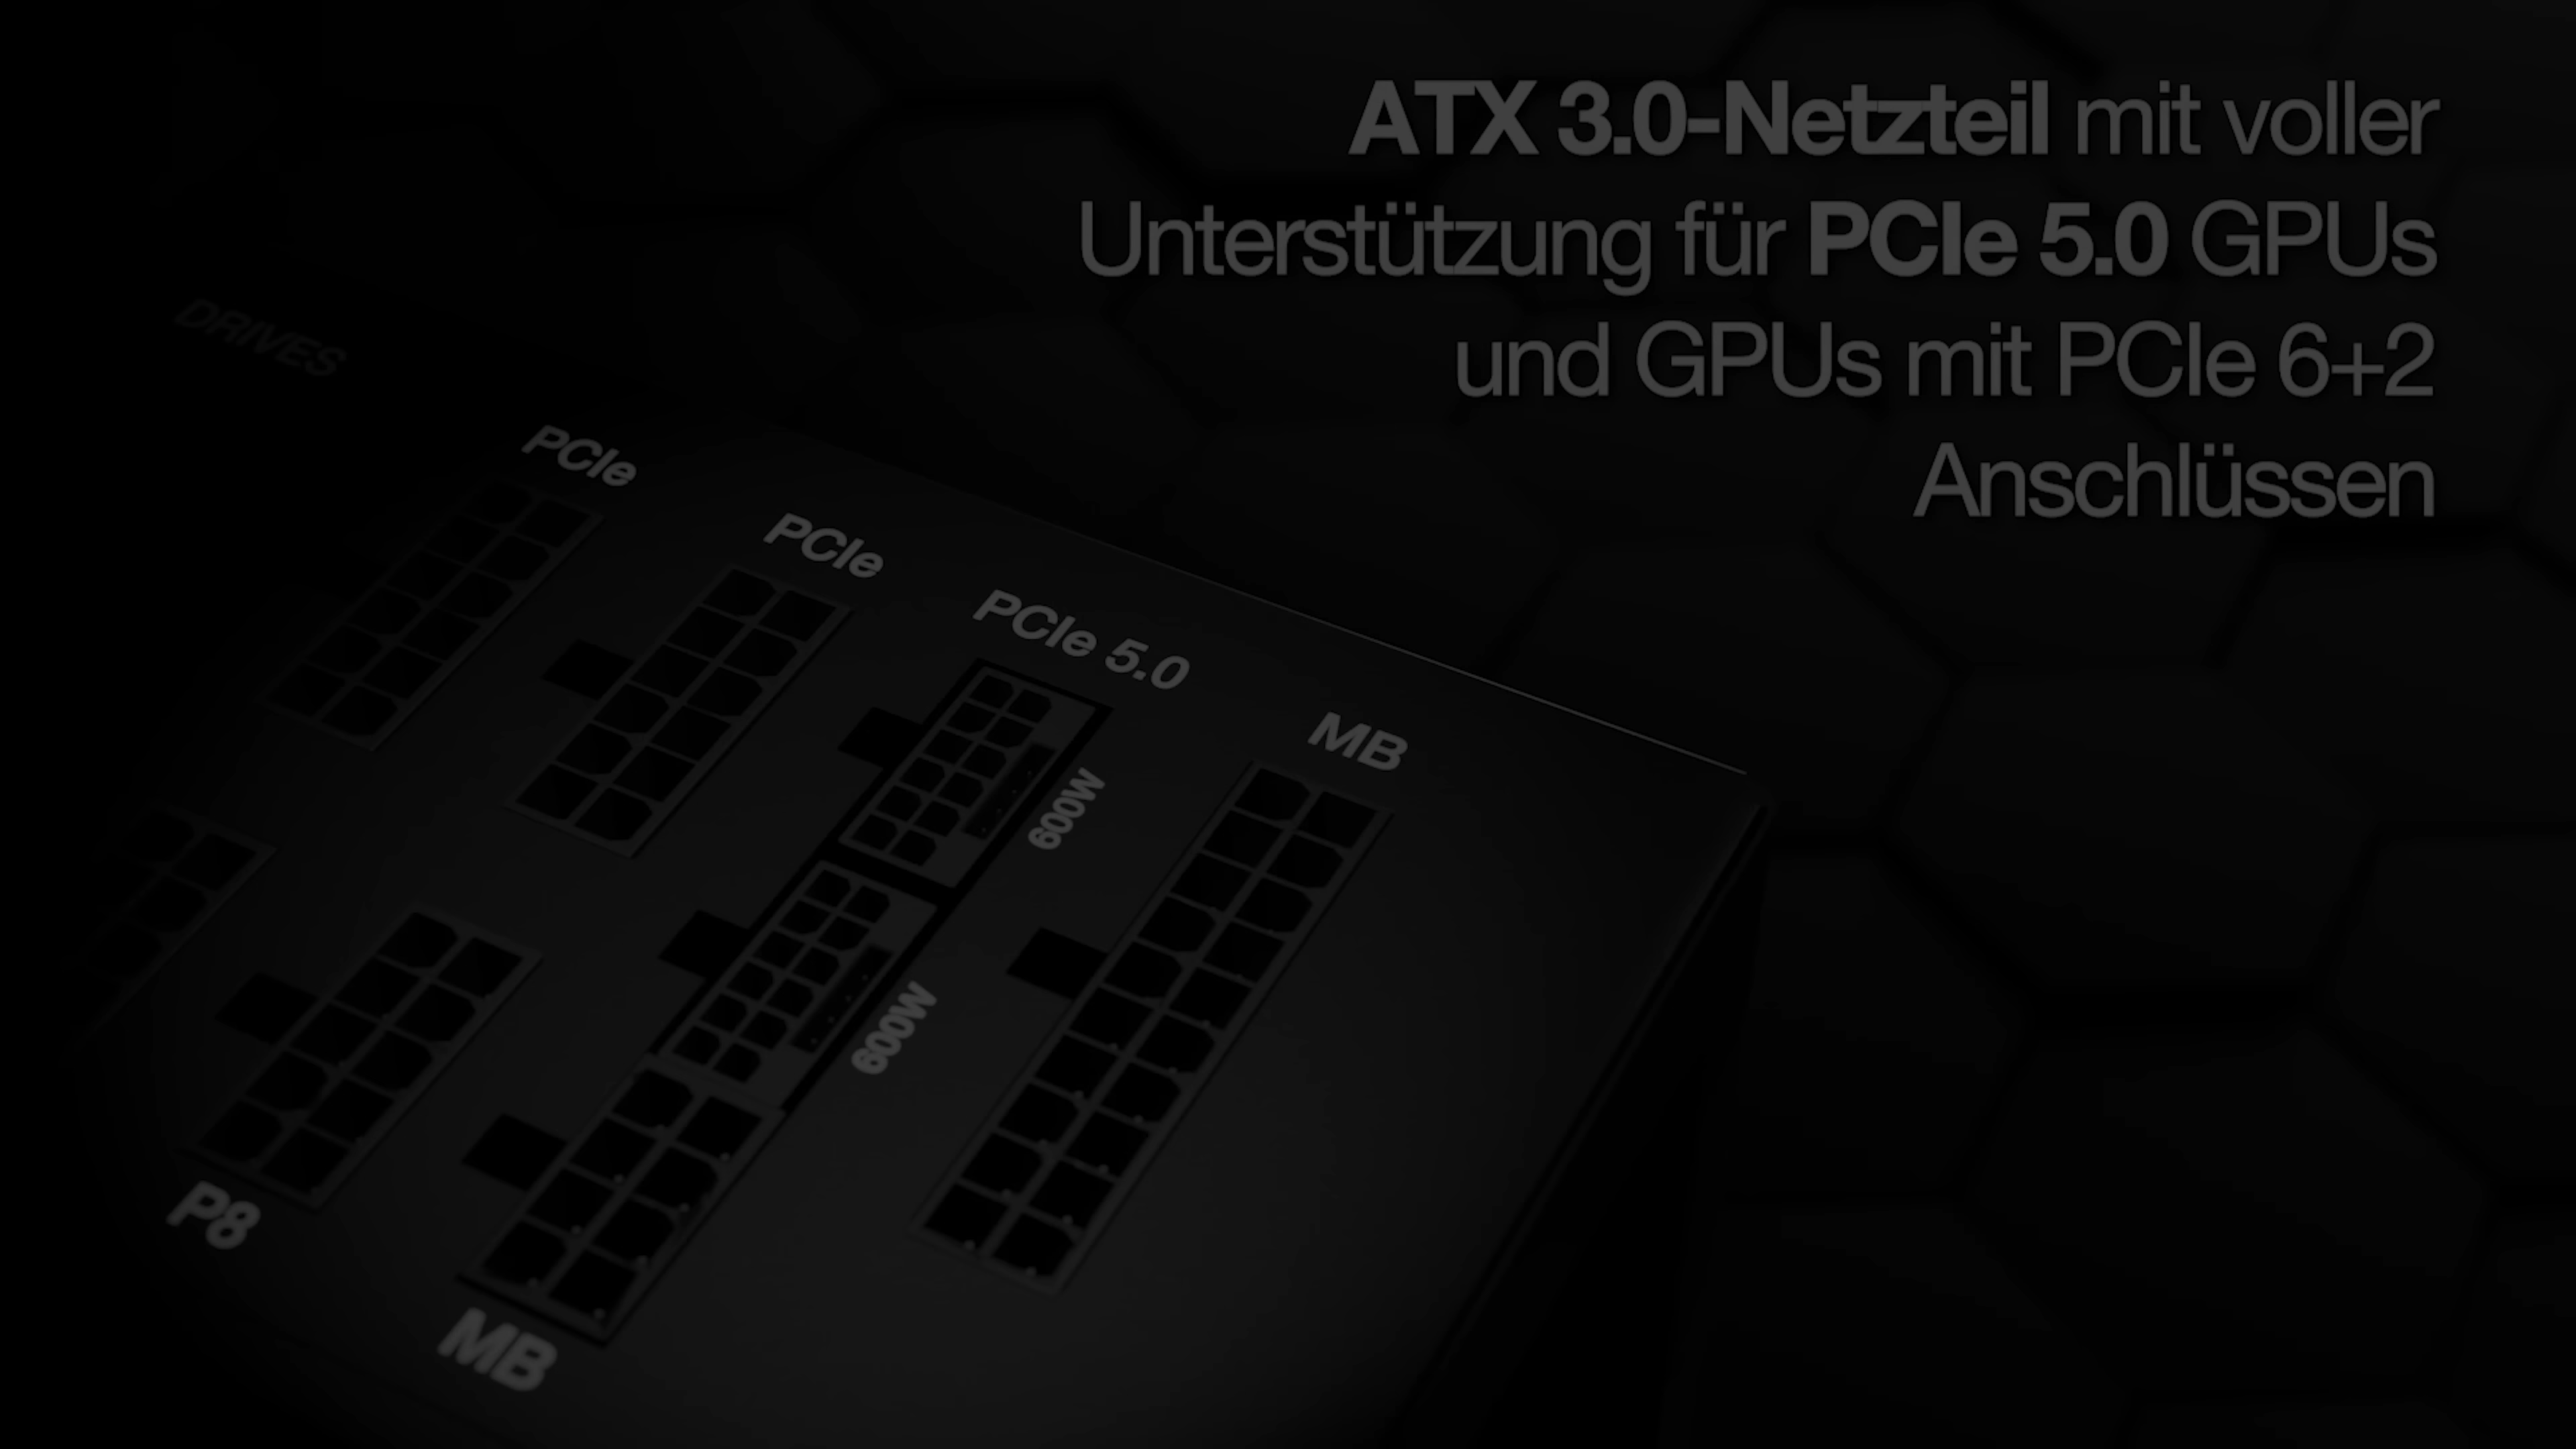 ATX 3.0-Netzteil mit voller
Unterstützung für PCIe 5.0 GPUs
und GPUs mit PCIe 6+2
Anschlüssen
DRIVES
PCIe
PCIe
PCIe 5.0
MB
600W
600W
P8
MB